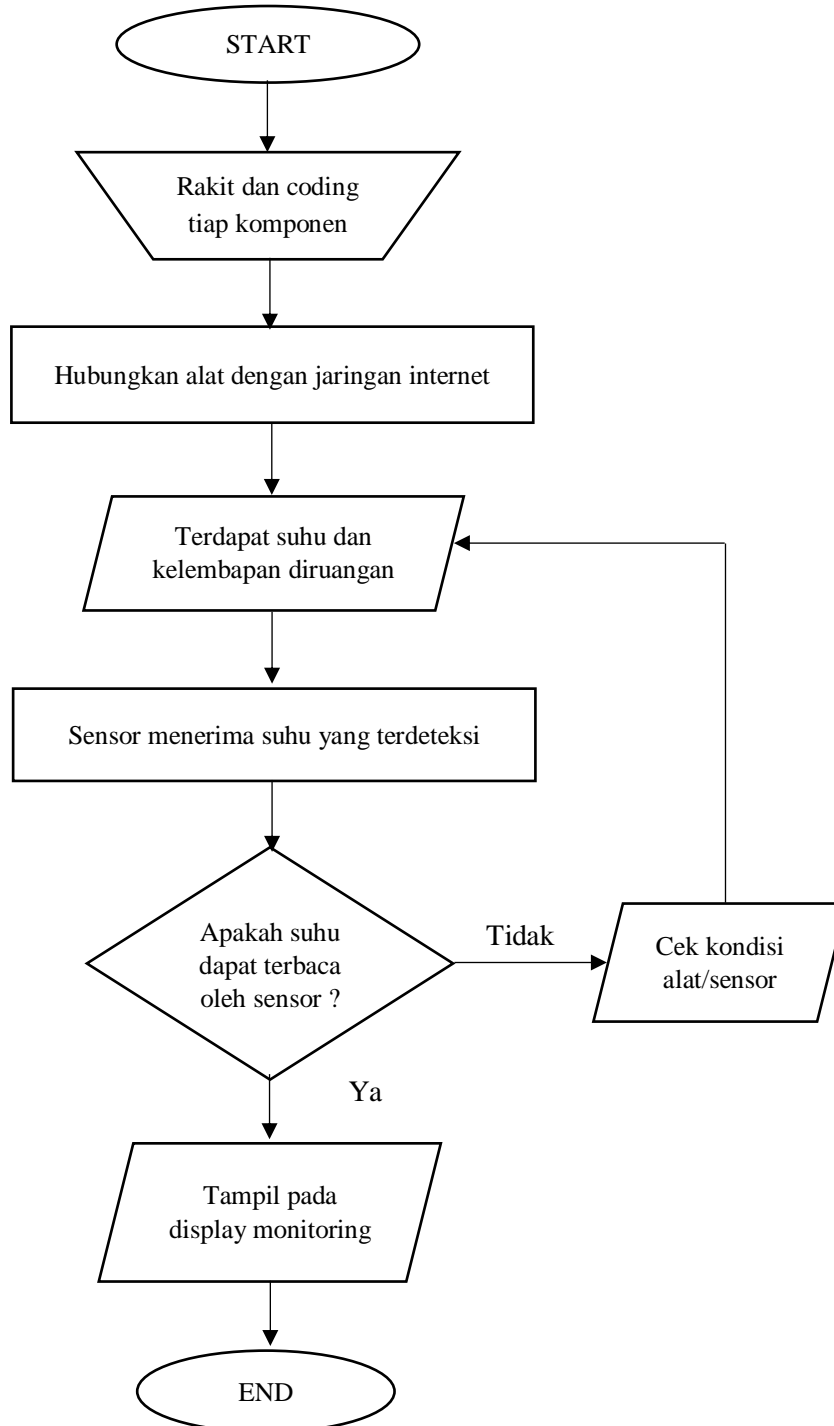 START
Rakit dan coding
tiap komponen
Hubungkan alat dengan jaringan internet
Terdapat suhu dan
kelembapan diruangan
Sensor menerima suhu yang terdeteksi
Apakah suhu
dapat terbaca
oleh sensor ?
Tidak
Cek kondisi
alat/sensor
Ya
Tampil pada
display monitoring
END